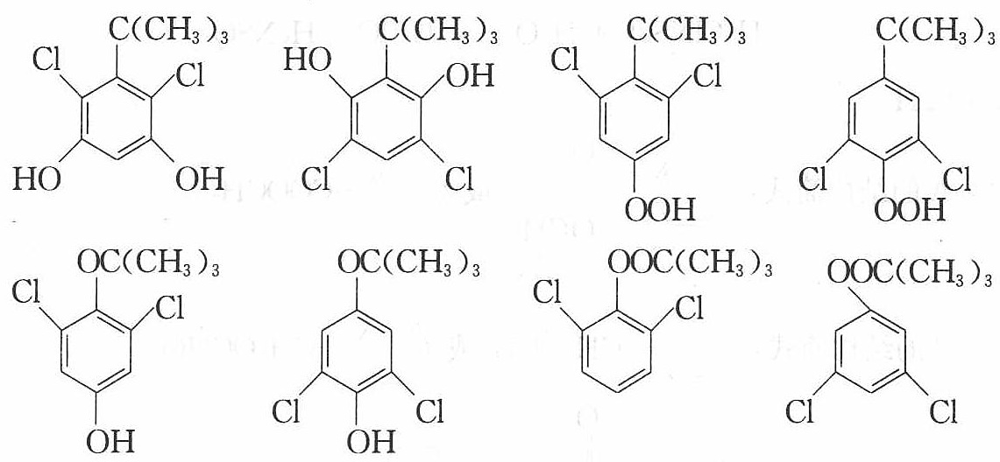 C(CH₃)₃ C(CH₃)₃ C(CH₃)₃ C(CH₃)₃
Cl Cl HO OH Cl Cl
HO OH Cl Cl Cl Cl
OOH OOH
OC(CH₃)₃ OC(CH₃)₃ OOC(CH₃)₃ OOC(CH₃)₃
Cl Cl Cl Cl
Cl Cl Cl Cl
OH OH